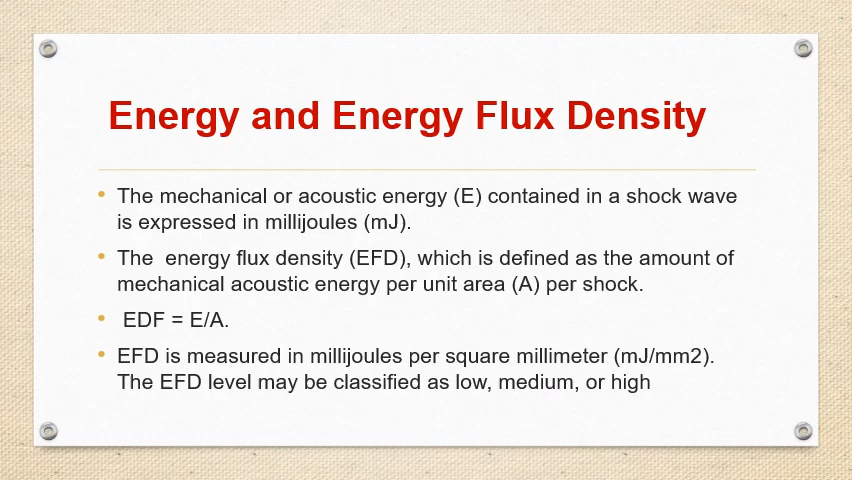 Energy and Energy Flux Density
• The mechanical or acoustic energy (E) contained in a shock wave
is expressed in millijoules (mJ).
• The  energy flux density (EFD), which is defined as the amount of
mechanical acoustic energy per unit area (A) per shock.
•  EDF = E/A.
• EFD is measured in millijoules per square millimeter (mJ/mm2).
The EFD level may be classified as low, medium, or high